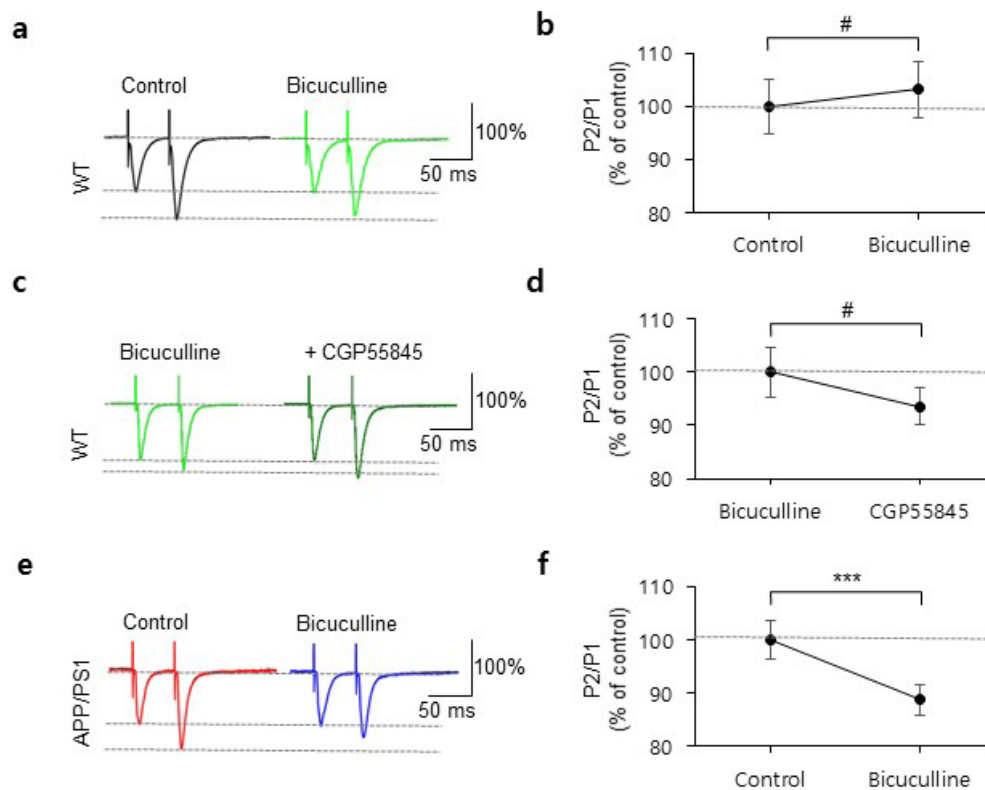 a
Control
Bicuculline
100%
50 ms
WT
b
#
110
100
90
80
P2/P1
(% of control)
Control
Bicuculline
c
Bicuculline
+ CGP55845
100%
50 ms
WT
d
#
110
100
90
80
P2/P1
(% of control)
Bicuculline
CGP55845
e
Control
Bicuculline
100%
50 ms
APP/PS1
f
***
110
100
90
80
P2/P1
(% of control)
Control
Bicuculline